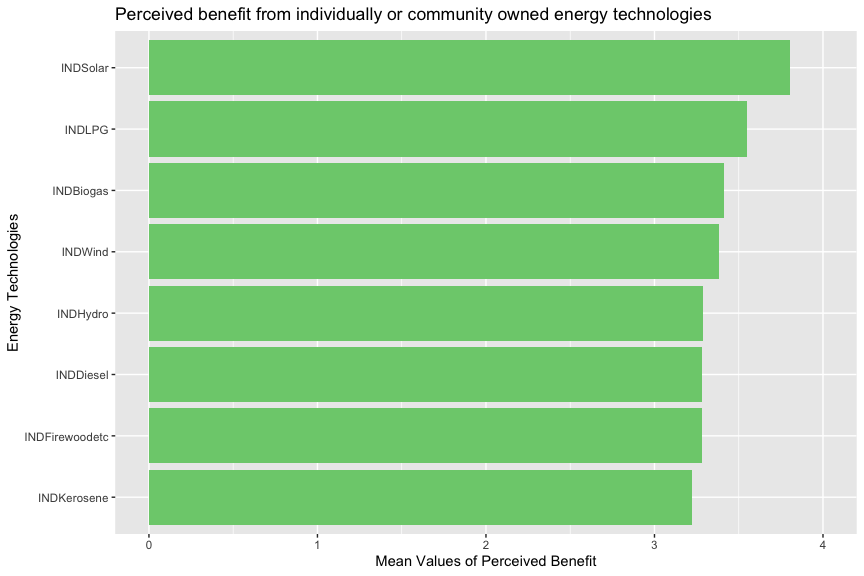 Perceived benefit from individually or community owned energy technologies
INDSolar
INDLPG
INDBiogas
INDWind
INDHydro
INDDiesel
INDFirewoodetc
INDKerosene
Energy Technologies
0 1 2 3 4
Mean Values of Perceived Benefit